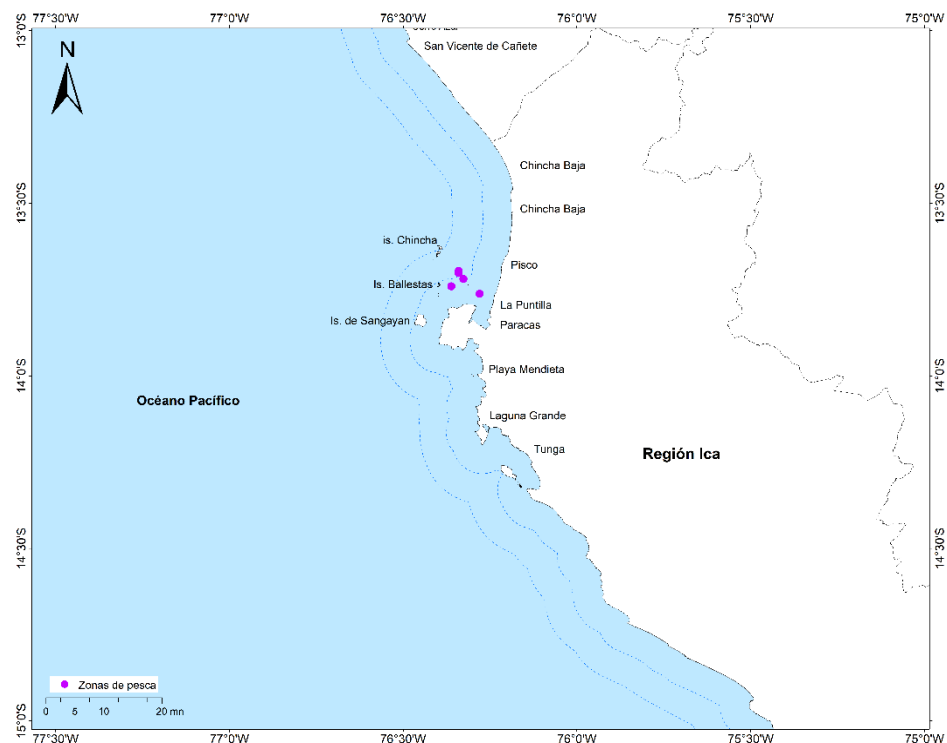 77°30'W 77°0'W 76°30'W 76°0'W 75°30'W 75°0'W
13°0'S 13°0'S
San Vicente de Cañete
N
Chincha Baja
13°30'S 13°30'S
Chincha Baja
is. Chincha
Pisco
Is. Ballestas
La Puntilla
Is. de Sangayan
Paracas
Playa Mendieta
14°0'S 14°0'S
Océano Pacífico
Laguna Grande
Tunga
Región Ica
14°30'S 14°30'S
Zonas de pesca
0 5 10 20 mn
15°0'S 15°0'S
77°30'W 77°0'W 76°30'W 76°0'W 75°30'W 75°0'W